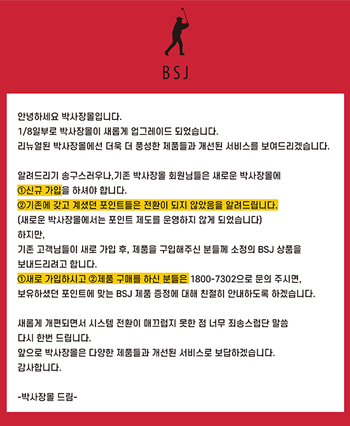 BSJ
안녕하세요 박사장몰입니다.
1/8일부로 박사장몰이 새롭게 업그레이드 되었습니다.
리뉴얼된 박사장몰에선 더욱 더 풍성한 제품들과 개선된 서비스를 보여드리겠습니다.
알려드리기 송구스러우나,기존 박사장몰 회원님들은 새로운 박사장몰에
①신규 가입을 하셔야 합니다.
②기존에 갖고 계셨던 포인트들은 전환이 되지 않았음을 알려드립니다.
(새로운 박사장몰에서는 포인트 제도를 운영하지 않게 되었습니다)
하지만,
기존 고객님들이 새로 가입 후, 제품을 구입해주신 분들께 소정의 BSJ 상품을
보내드리려고 합니다.
①새로 가입하시고 ②제품 구매를 하신 분들은 1800-7302으로 문의 주시면,
보유하셨던 포인트에 맞는 BSJ 제품 증정에 대해 친절히 안내하도록 하겠습니다.
새롭게 개편되면서 시스템 전환이 매끄럽지 못한 점 너무 죄송스럽단 말씀
다시 한번 드립니다.
앞으로 박사장몰은 다양한 제품들과 개선된 서비스로 보답하겠습니다.
감사합니다.
-박사장몰 드림-